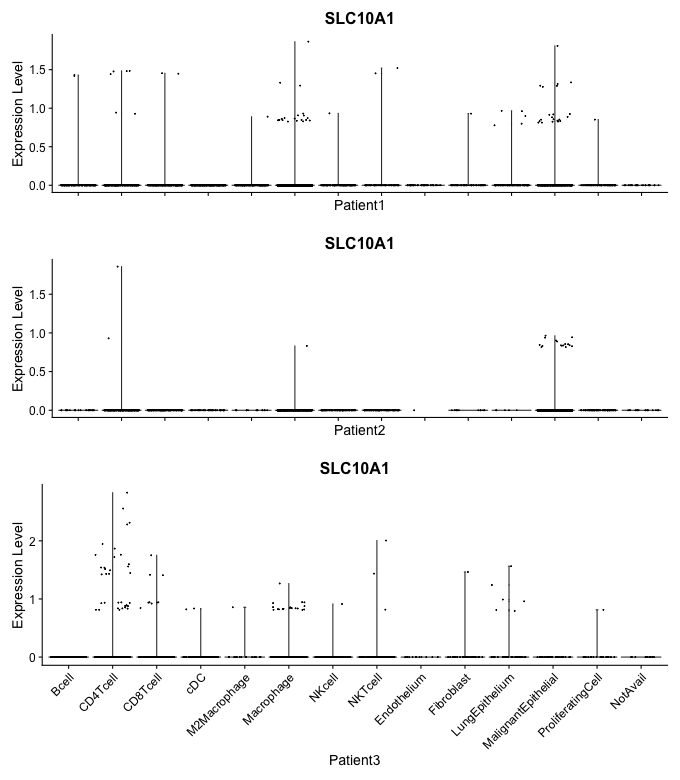 SLC10A1
Expression Level
1.5
1.0
0.5
0.0
Patient1
SLC10A1
Expression Level
1.5
1.0
0.5
0.0
Patient2
SLC10A1
Expression Level
2
1
0
Bcell
CD4Tcell
CD8Tcell
cDC
M2Macrophage
Macrophage
NKcell
NKTcell
Endothelium
Fibroblast
LungEpithelium
MalignantEpithelial
ProliferatingCell
NotAvail
Patient3